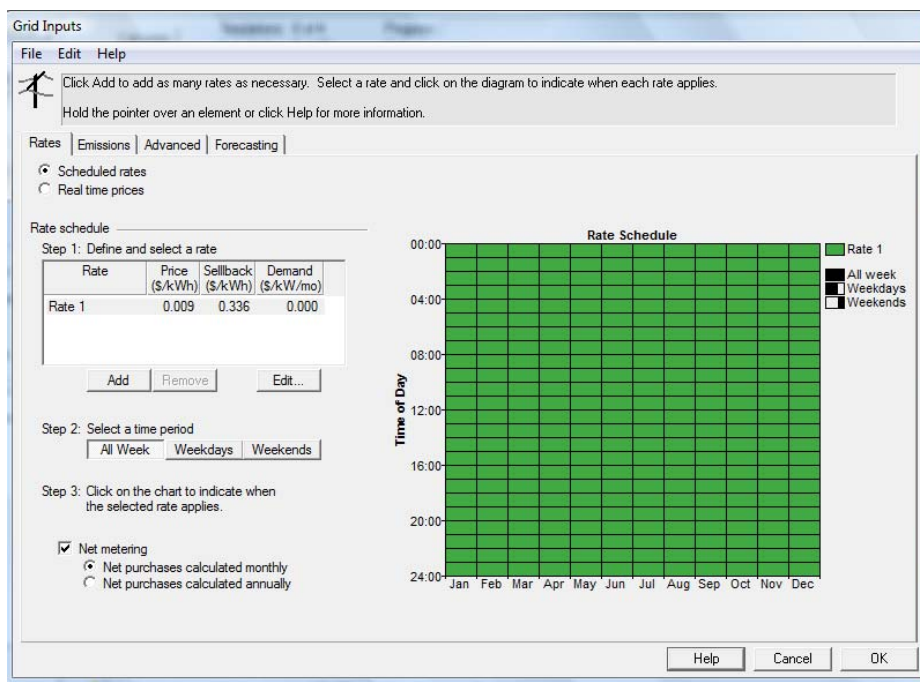 Grid Inputs
File Edit Help
Click Add to add as many rates as necessary. Select a rate and click on the diagram to indicate when each rate applies.
Hold the pointer over an element or click Help for more information.
Rates Emissions Advanced Forecasting
Scheduled rates
Real time prices
Rate schedule
Step 1: Define and select a rate
Rate Price Sellback Demand
($/kWh) ($/kWh) ($/kW/mo)
Rate 1 0.009 0.336 0.000
Add Remove Edit...
Step 2: Select a time period
All Week Weekdays Weekends
Step 3: Click on the chart to indicate when
the selected rate applies.
Net metering
Net purchases calculated monthly
Net purchases calculated annually
Rate Schedule
Time of Day
00:00
04:00
08:00
12:00
16:00
20:00
24:00
Jan Feb Mar Apr May Jun Jul Aug Sep Oct Nov Dec
Rate 1
All week
Weekdays
Weekends
Help Cancel OK